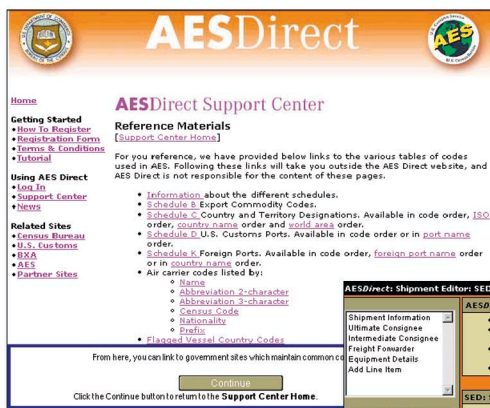 AESDirect
AES
Home
Getting Started
How To Register
Registration Form
Terms & Conditions
Tutorial
Using AES Direct
Log In
Support Center
News
Related Sites
Census Bureau
U.S. Customs
BXA
AES
Partner Sites
AESDirect Support Center
Reference Materials
[Support Center Home]
For you reference, we have provided below links to the various tables of codes
used in AES. Following these links will take you outside the AES Direct website, and
AES Direct is not responsible for the content of these pages.
Information about the different schedules.
Schedule B Export Commodity Codes.
Schedule C Country and Territory Designations. Available in code order, ISO
order, country name order and world area order.
Schedule D U.S. Customs Ports. Available in code order or in port name
order.
Schedule K Foreign Ports. Available in code order, foreign port name order
or in country name order.
Air carrier codes listed by:
Name
Abbreviation 2-character
Abbreviation 3-character
Census Code
Nationality
Prefix
Flagged Vessel Country Codes
From here, you can link to government sites which maintain common co
Continue
Click the Continue button to return to the Support Center Home.
AESDirect: Shipment Editor: SED
Shipment Information
Ultimate Consignee
Intermediate Consignee
Freight Forwarder
Equipment Details
Add Line Item
AESD
SED: